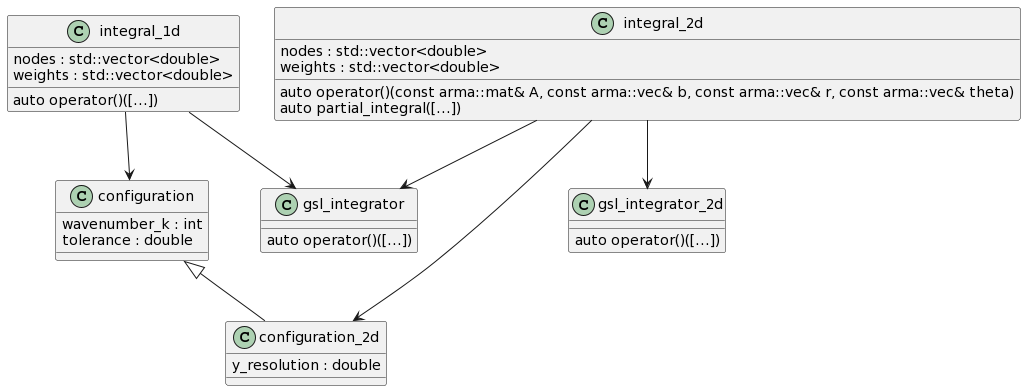 C integral_1d
nodes : std::vector<double>
weights : std::vector<double>
auto operator()([...])
C integral_2d
nodes : std::vector<double>
weights : std::vector<double>
auto operator()(const arma::mat& A, const arma::vec& b, const arma::vec& r, const arma::vec& theta)
auto partial_integral([...])
C configuration
wavenumber_k : int
tolerance : double
C gsl_integrator
auto operator()([...])
C gsl_integrator_2d
auto operator()([...])
C configuration_2d
y_resolution : double